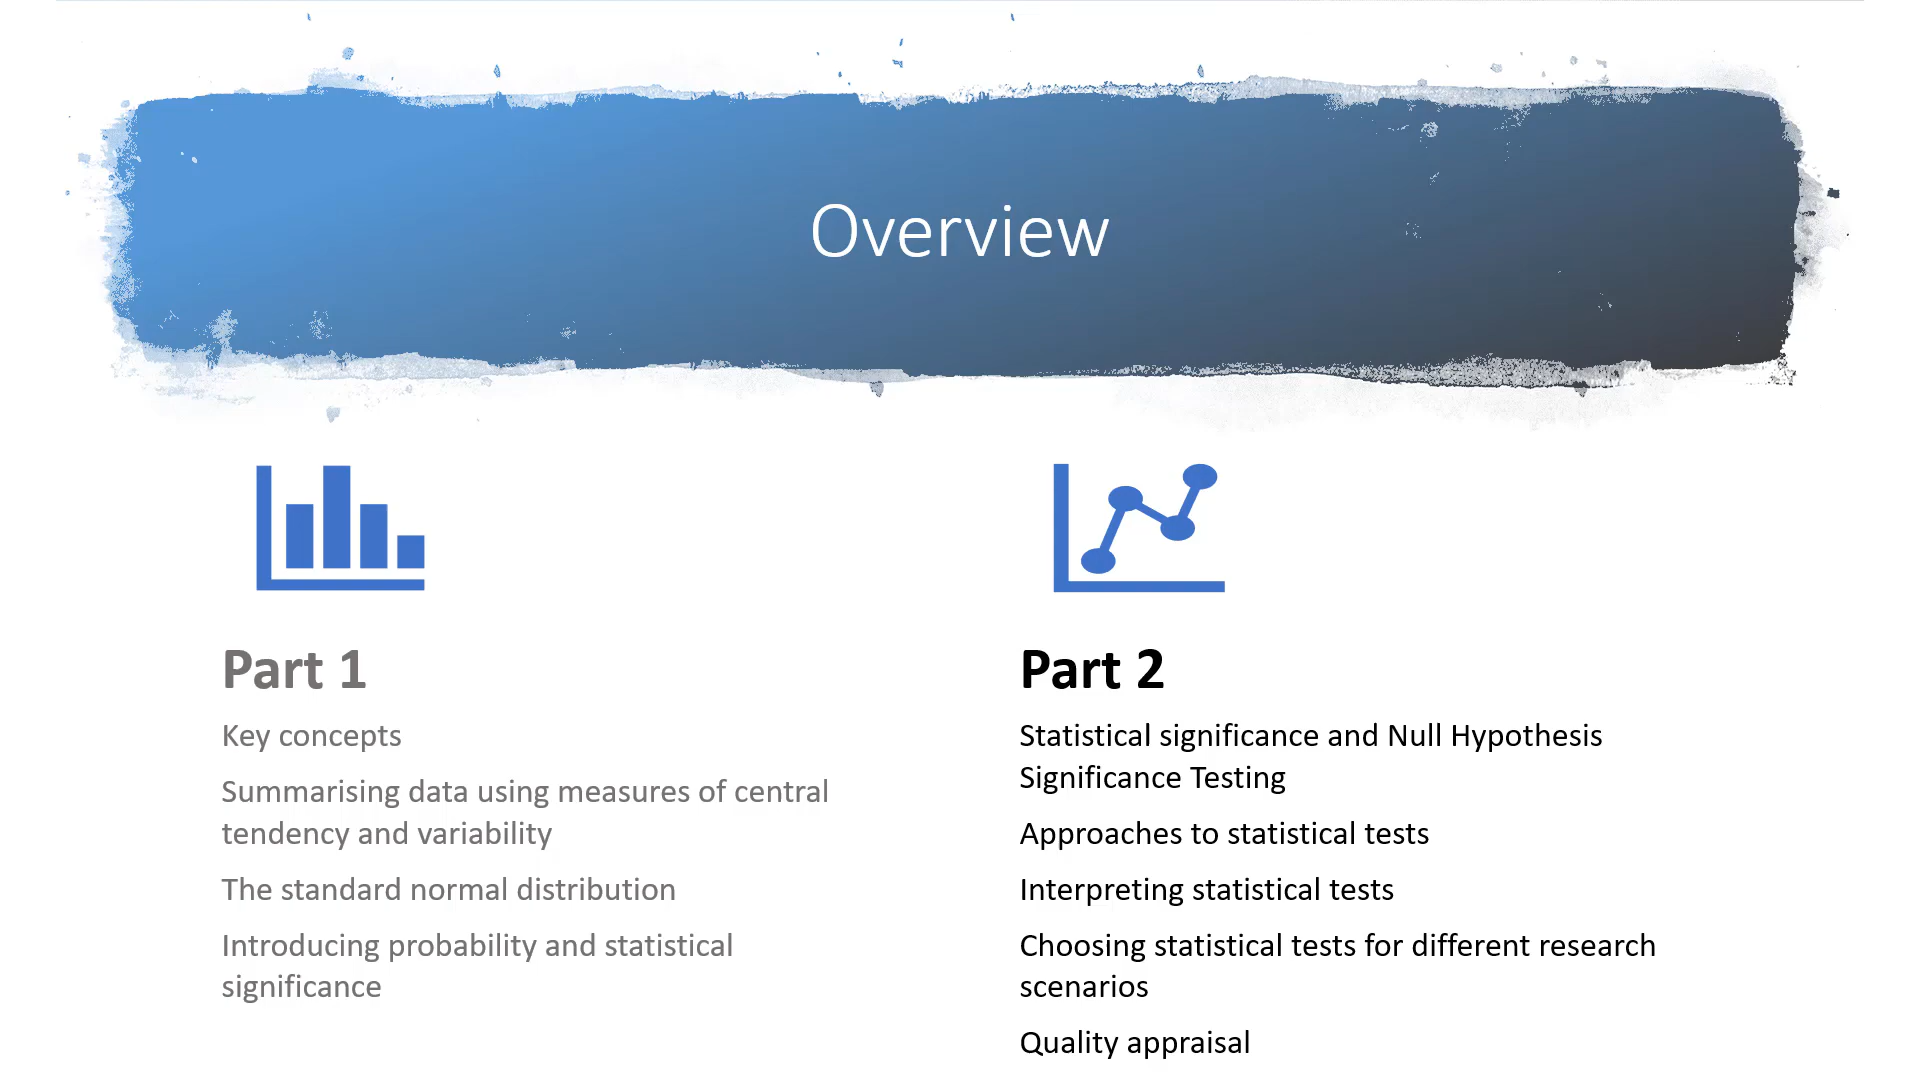 Overview
Part 1
Key concepts
Summarising data using measures of central
tendency and variability
The standard normal distribution
Introducing probability and statistical
significance
Part 2
Statistical significance and Null Hypothesis
Significance Testing
Approaches to statistical tests
Interpreting statistical tests
Choosing statistical tests for different research
scenarios
Quality appraisal